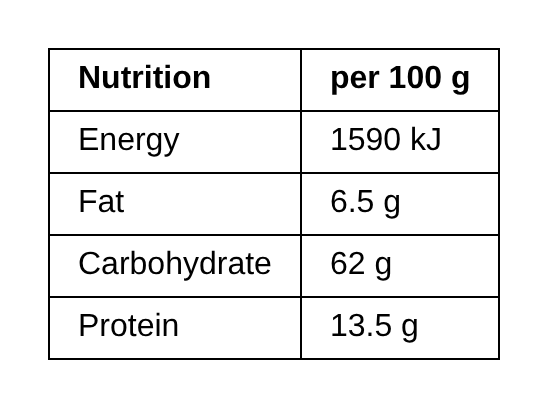 Nutrition per 100 g
Energy 1590 kJ
Fat 6.5 g
Carbohydrate 62 g
Protein 13.5 g